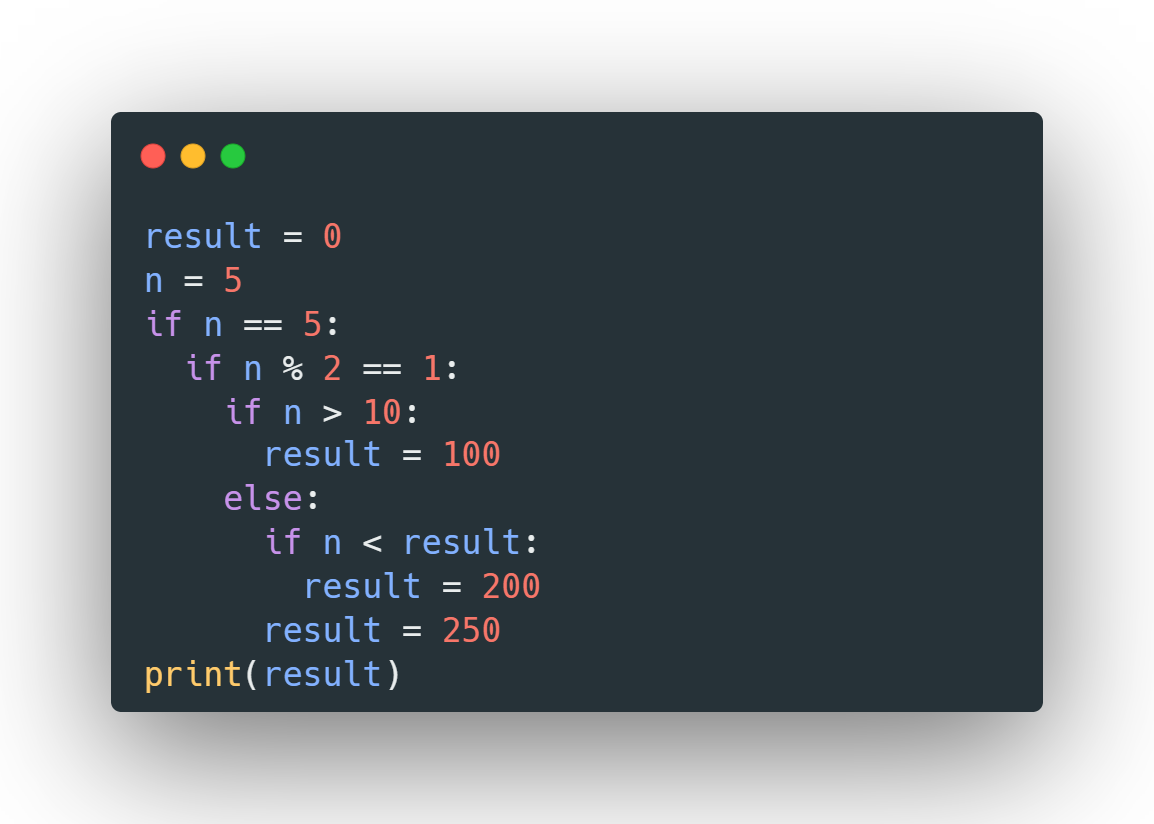 result = 0
n = 5
if n == 5:
  if n % 2 == 1:
    if n > 10:
      result = 100
    else:
      if n < result:
        result = 200
      result = 250
print(result)